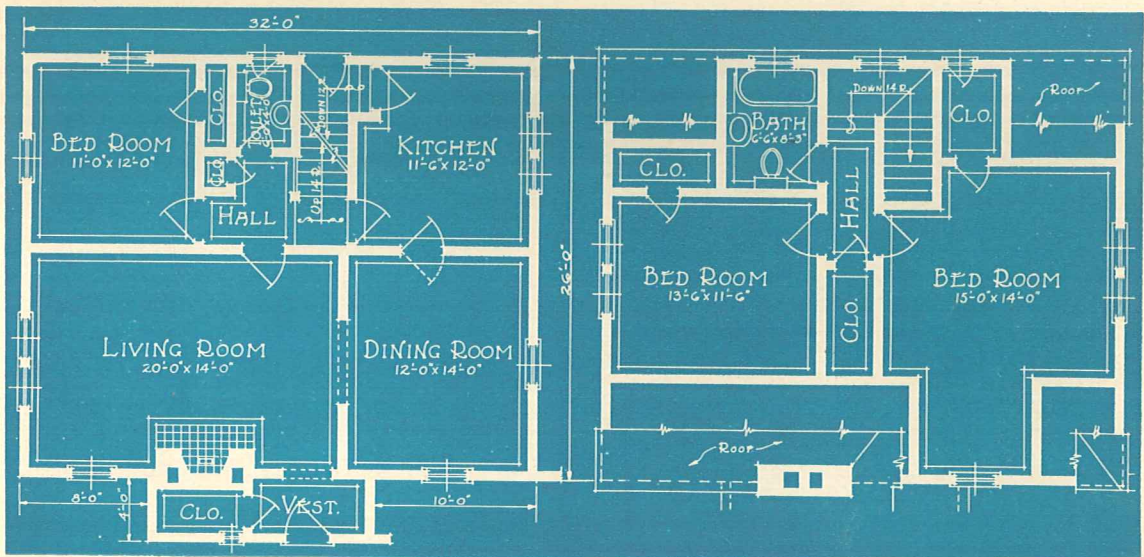 32'-0"
BED ROOM
11'-0" x 12'-0"
CLO.
CLO.
TOILET
HALL
Up 14 R.
KITCHEN
11'-6" x 12'-0"
LIVING ROOM
20'-0" x 14'-0"
DINING ROOM
12'-0" x 14'-0"
26'-0"
8'-0"
4'-0"
CLO.
VEST.
10'-0"
ROOF
DOWN 14 R.
CLO.
BATH
6'-6" x 8'-3"
CLO.
HALL
BED ROOM
13'-6" x 11'-6"
BED ROOM
15'-0" x 14'-0"
CLO.
ROOF